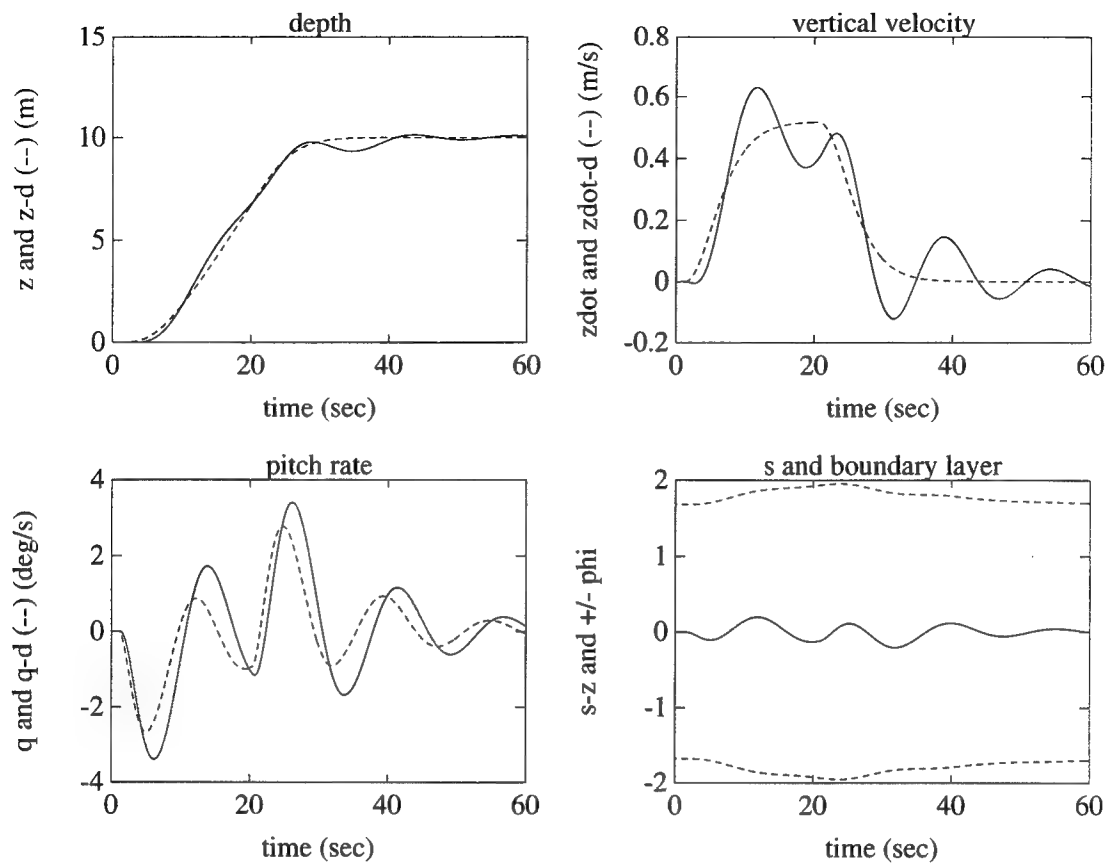 depth
15
10
5
0
0 20 40 60
z and z-d (--) (m)
time (sec)
vertical velocity
0.8
0.6
0.4
0.2
0
-0.2
0 20 40 60
zdot and zdot-d (--) (m/s)
time (sec)
pitch rate
4
2
0
-2
-4
0 20 40 60
q and q-d (--) (deg/s)
time (sec)
s and boundary layer
2
1
0
-1
-2
0 20 40 60
s-z and +/- phi
time (sec)